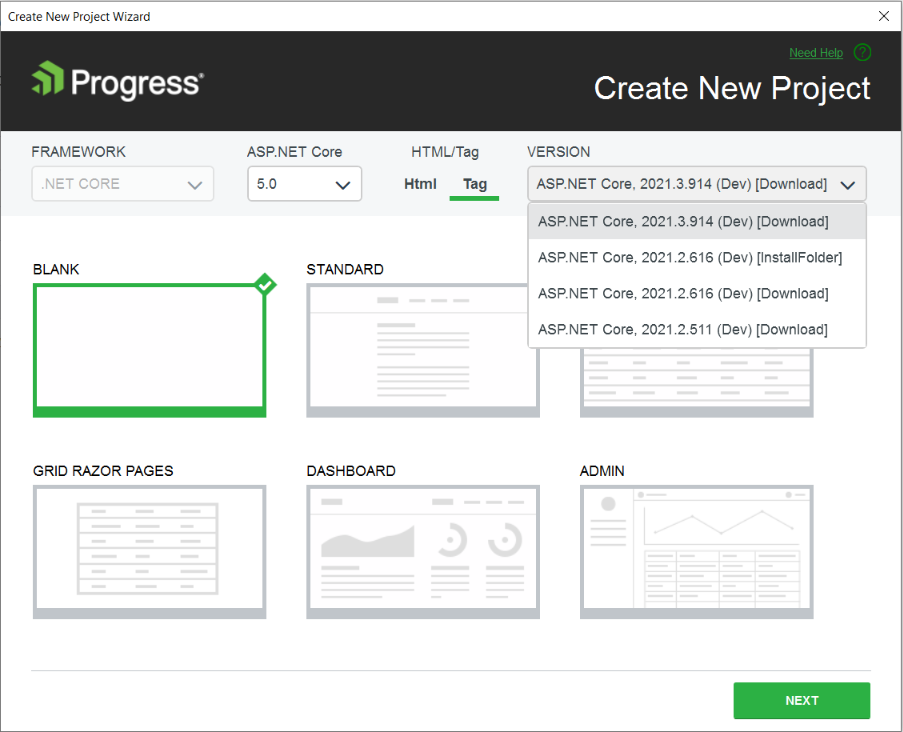 Create New Project Wizard
Need Help ?
Progress®
Create New Project
FRAMEWORK
ASP.NET Core
HTML/Tag
VERSION
.NET CORE
5.0
Html
Tag
ASP.NET Core, 2021.3.914 (Dev) [Download]
ASP.NET Core, 2021.3.914 (Dev) [Download]
ASP.NET Core, 2021.2.616 (Dev) [InstallFolder]
ASP.NET Core, 2021.2.616 (Dev) [Download]
ASP.NET Core, 2021.2.511 (Dev) [Download]
BLANK
STANDARD
GRID RAZOR PAGES
DASHBOARD
ADMIN
NEXT